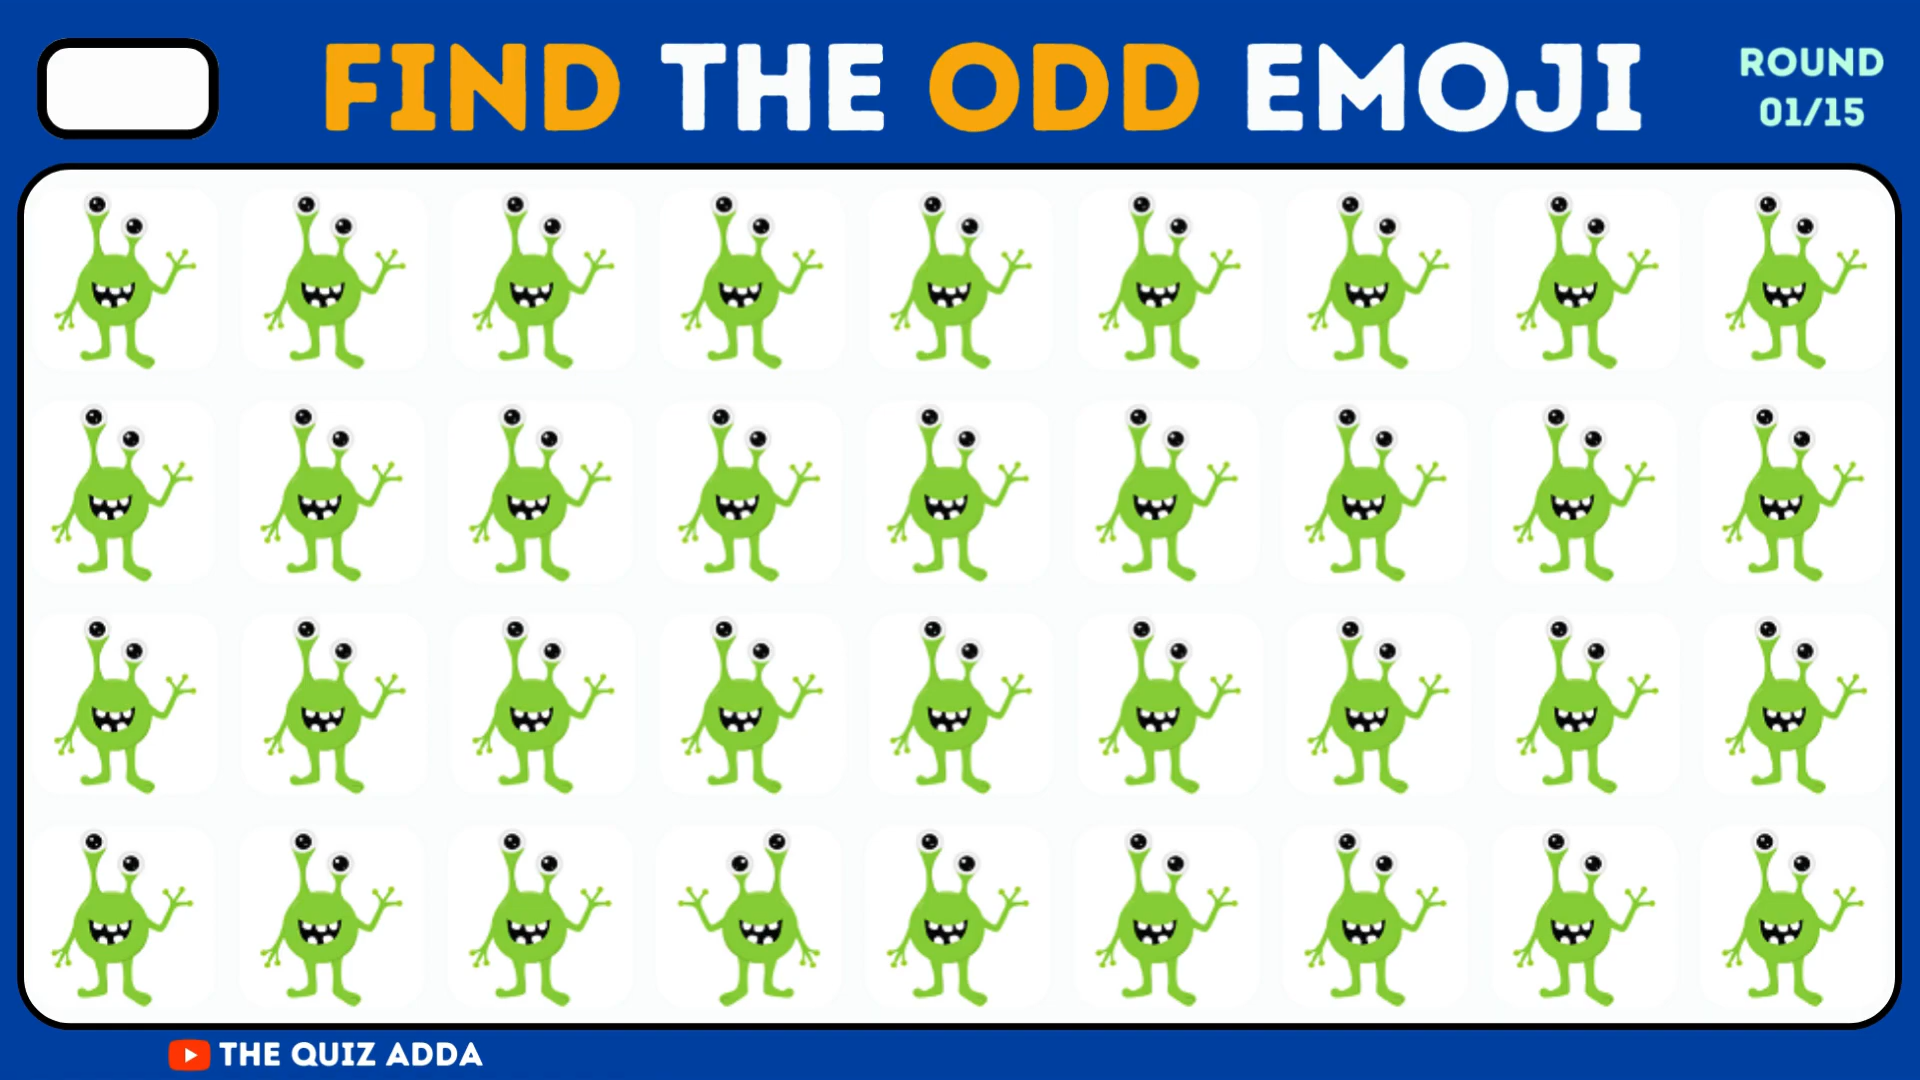 FIND THE ODD EMOJI
ROUND
01/15
THE QUIZ ADDA